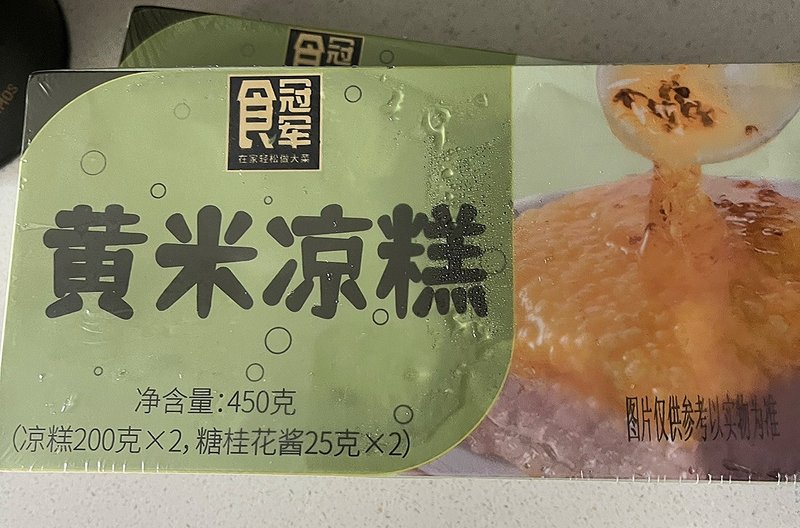 食冠
食冠军
在家轻松做大菜
黄米凉糕
净含量:450克
(凉糕200克×2,糖桂花酱25克×2)
图片仅供参考以实物为准